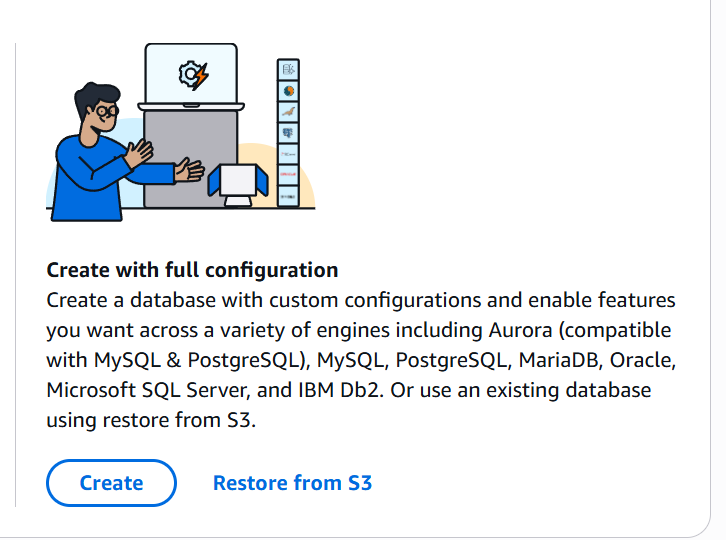 Create with full configuration
Create a database with custom configurations and enable features
you want across a variety of engines including Aurora (compatible
with MySQL & PostgreSQL), MySQL, PostgreSQL, MariaDB, Oracle,
Microsoft SQL Server, and IBM Db2. Or use an existing database
using restore from S3.
Create
Restore from S3